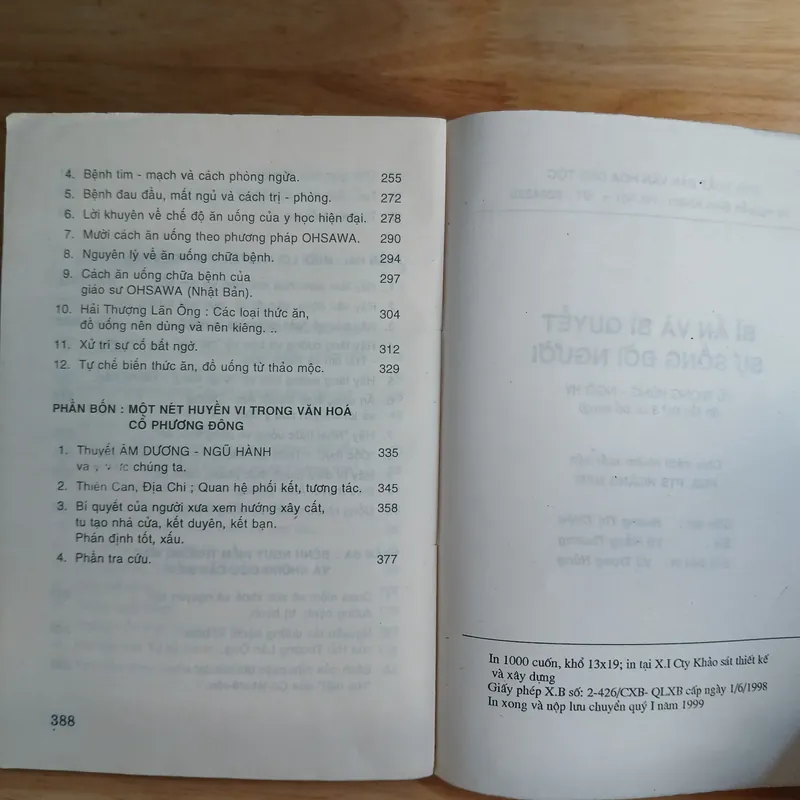 4. Bệnh tim - mạch và cách phòng ngừa. 255
5. Bệnh đau đầu, mất ngủ và cách trị - phòng. 272
6. Lời khuyên về chế độ ăn uống của y học hiện đại. 278
7. Mười cách ăn uống theo phương pháp OHSAWA. 290
8. Nguyên lý về ăn uống chữa bệnh. 294
9. Cách ăn uống chữa bệnh của 297
giáo sư OHSAWA (Nhật Bản).
10. Hải Thượng Lãn Ông : Các loại thức ăn, 304
đồ uống nên dùng và nên kiêng. ..
11. Xử trí sự cố bất ngờ. 312
12. Tự chế biến thức ăn, đồ uống từ thảo mộc. 329
PHẦN BỐN : MỘT NÉT HUYỀN VI TRONG VĂN HOÁ
CỔ PHƯƠNG ĐÔNG
1. Thuyết ÂM DƯƠNG - NGŨ HÀNH 335
chúng ta.
2. Thiên Can, Địa Chi ; Quan hệ phối kết, tương tác. 345
3. Bí quyết của người xưa xem hướng xây cất, 358
tu tạo nhà cửa, kết duyên, kết bạn.
Phán định tốt, xấu.
4. Phần tra cứu. 377
388
BÍ ẨN VÀ BÍ QUYẾT
SỰ SỐNG ĐỜI NGƯỜI
In 1000 cuốn, khổ 13x19; in tại X.I Cty Khảo sát thiết kế
và xây dựng
Giấy phép X.B số: 2-426/CXB- QLXB cấp ngày 1/6/1998
In xong và nộp lưu chuyển quý I năm 1999